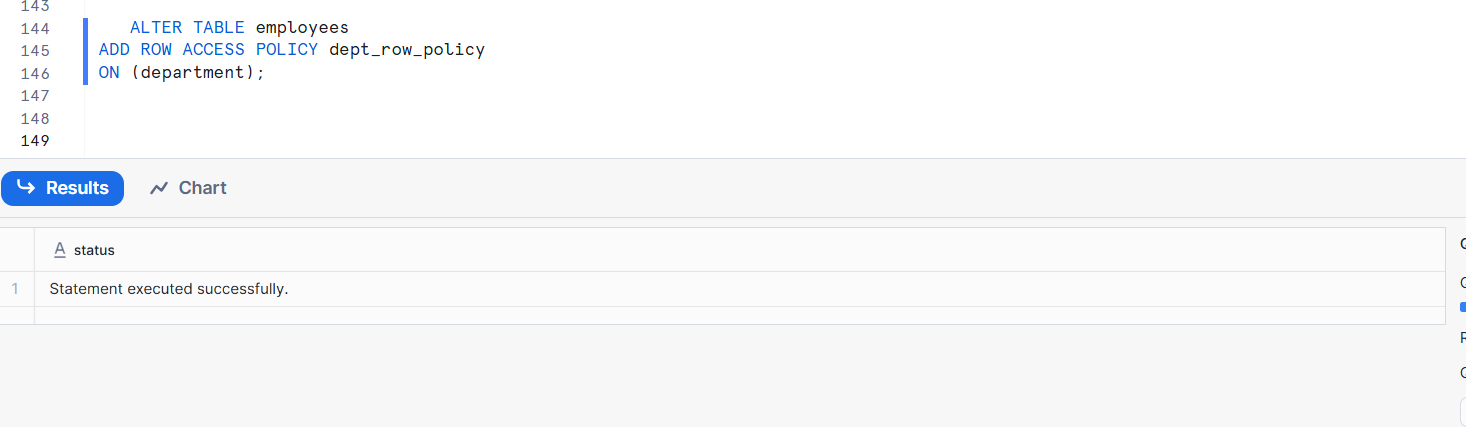 143
144 ALTER TABLE employees
145 ADD ROW ACCESS POLICY dept_row_policy
146 ON (department);
147
148
149
Results Chart
A status
1 Statement executed successfully.